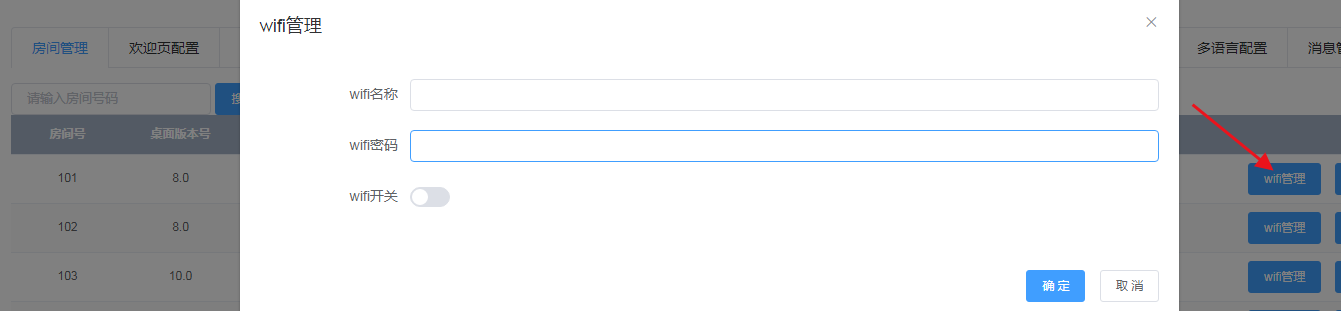 wifi管理
房间管理 欢迎页配置 多语言配置 消息
请输入房间号码
wifi名称
房间号 桌面版本号
wifi密码
101 8.0 wifi管理
wifi开关
102 8.0 wifi管理
103 10.0 wifi管理
确定 取消